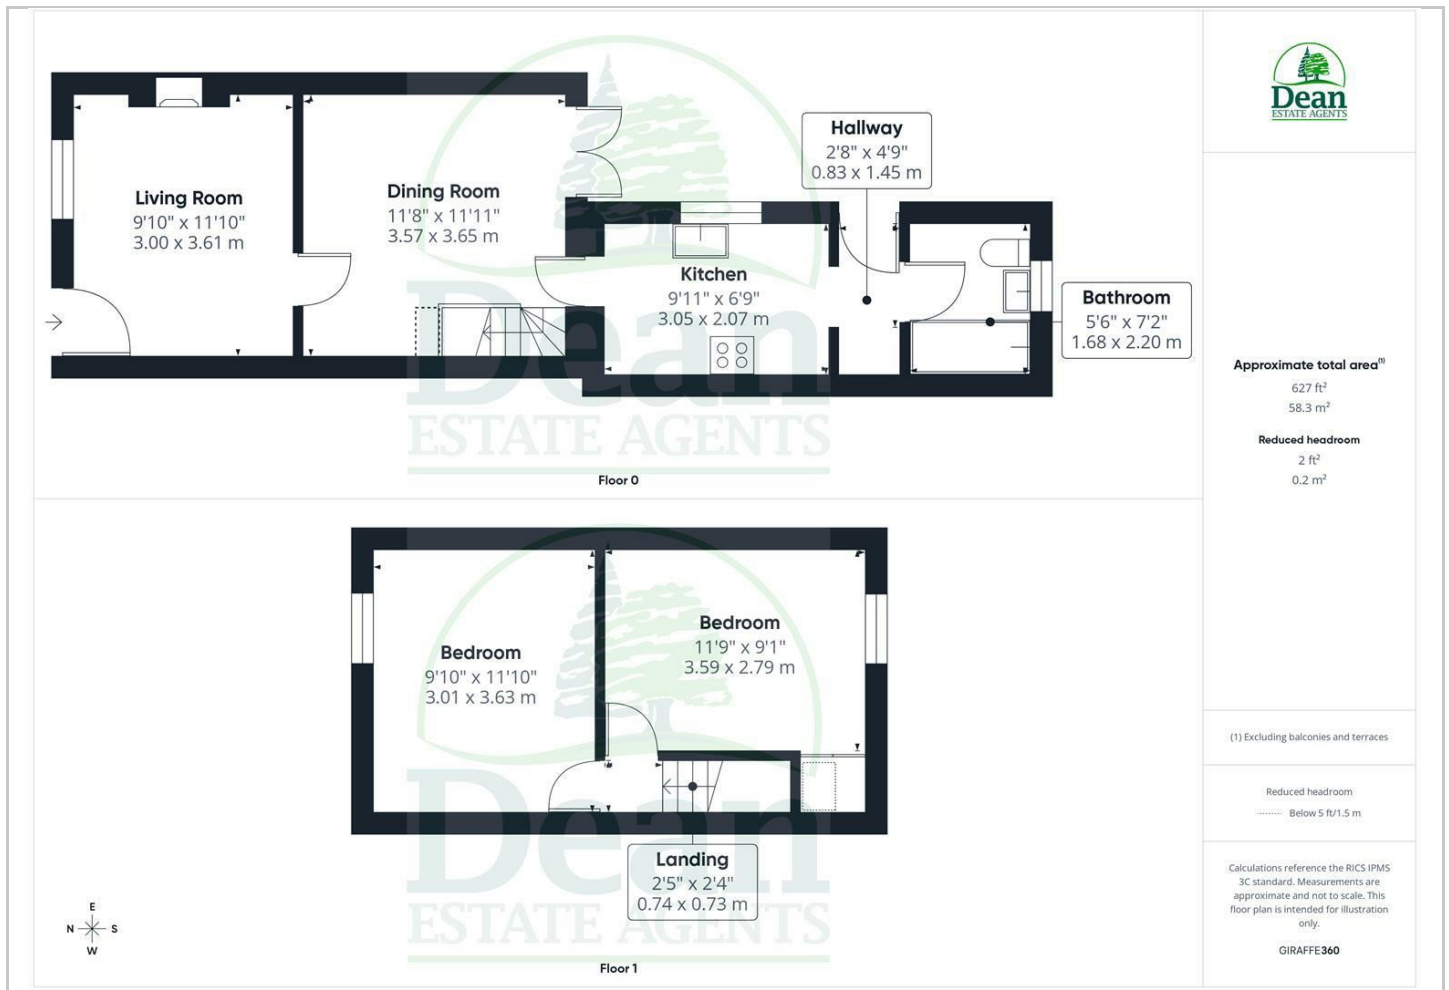 Living Room
9'10" x 11'10"
3.00 x 3.61 m
Dining Room
11'8" x 11'11"
3.57 x 3.65 m
Kitchen
9'11" x 6'9"
3.05 x 2.07 m
Hallway
2'8" x 4'9"
0.83 x 1.45 m
Bathroom
5'6" x 7'2"
1.68 x 2.20 m
Dean
ESTATE AGENTS
Floor 0
Bedroom
9'10" x 11'10"
3.01 x 3.63 m
Bedroom
11'9" x 9'1"
3.59 x 2.79 m
Landing
2'5" x 2'4"
0.74 x 0.73 m
Dean
ESTATE AGENTS
Floor 1
E
N S
W
Dean
ESTATE AGENTS
Approximate total area⁽¹⁾
627 ft²
58.3 m²
Reduced headroom
2 ft²
0.2 m²
(1) Excluding balconies and terraces
Reduced headroom
Below 5 ft/1.5 m
Calculations reference the RICS IPMS
3C standard. Measurements are
approximate and not to scale. This
floor plan is intended for illustration
only.
GIRAFFE360